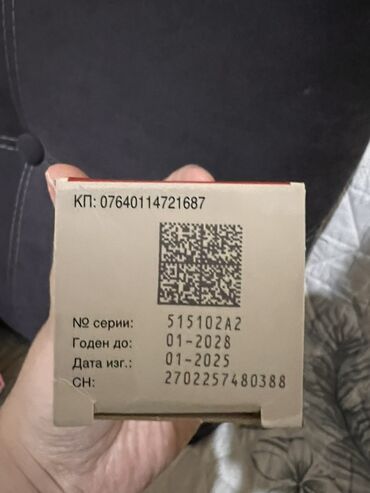 КП: 07640114721687
№ серии: 515102A2
Годен до: 01-2028
Дата изг.: 01-2025
СН: 2702257480388